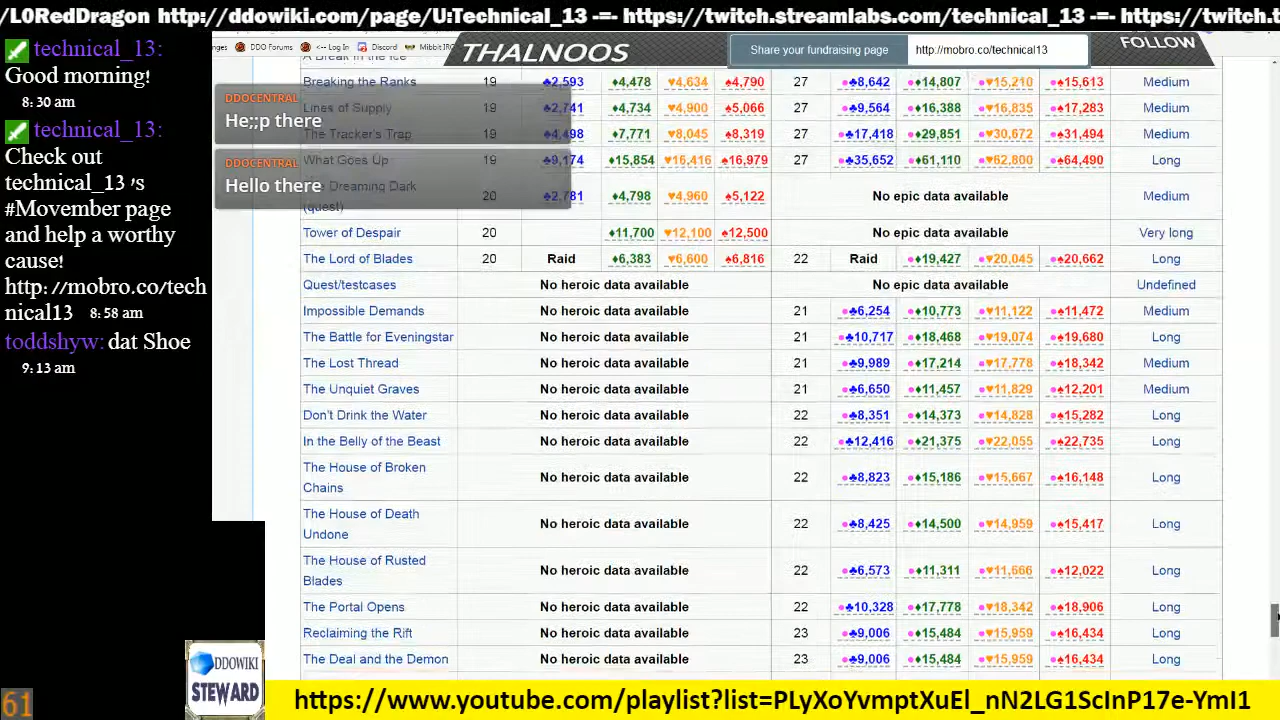 /L0RedDragon http://ddowiki.com/page/U:Technical_13 -=- https://twitch.streamlabs.com/technical_13 -=- https://twitch.t
technical_13:
Good morning!
8:30 am
technical_13:
Check out
technical_13 's
#Movember page
and help a worthy
cause!
http://mobro.co/tech
nical13 8:58 am
toddshyw: dat Shoe
9:13 am
nges DDO Forums <-- Log In Discord Mibbit IR
THALNOOS
Share your fundraising page http://mobro.co/technical13
FOLLOW
A Break in the Ice
Breaking the Ranks 19 ♣2,593 ♦4,478 ♥4,634 ♠4,790 27 ♣8,642 ♦14,807 ♥15,210 ♠15,613 Medium
Lines of Supply 19 ♣2,741 ♦4,734 ♥4,900 ♠5,066 27 ♣9,564 ♦16,388 ♥16,835 ♠17,283 Medium
The Tracker's Trap 19 ♣4,498 ♦7,771 ♥8,045 ♠8,319 27 ♣17,418 ♦29,851 ♥30,672 ♠31,494 Medium
What Goes Up 19 ♣9,174 ♦15,854 ♥16,416 ♠16,979 27 ♣35,652 ♦61,110 ♥62,800 ♠64,490 Long
Dreaming Dark
(quest) 20 ♣2,781 ♦4,798 ♥4,960 ♠5,122 No epic data available Medium
DDOCENTRAL
He;;p there
DDOCENTRAL
Hello there
Tower of Despair 20 ♦11,700 ♥12,100 ♠12,500 No epic data available Very long
The Lord of Blades 20 Raid ♦6,383 ♥6,600 ♠6,816 22 Raid •♦19,427 •♥20,045 •♠20,662 Long
Quest/testcases No heroic data available No epic data available Undefined
Impossible Demands No heroic data available 21 •♣6,254 •♦10,773 •♥11,122 •♠11,472 Medium
The Battle for Eveningstar No heroic data available 21 •♣10,717 •♦18,468 •♥19,074 •♠19,680 Long
The Lost Thread No heroic data available 21 •♣9,989 •♦17,214 •♥17,778 •♠18,342 Medium
The Unquiet Graves No heroic data available 21 •♣6,650 •♦11,457 •♥11,829 •♠12,201 Medium
Don't Drink the Water No heroic data available 22 •♣8,351 •♦14,373 •♥14,828 •♠15,282 Long
In the Belly of the Beast No heroic data available 22 •♣12,416 •♦21,375 •♥22,055 •♠22,735 Long
The House of Broken
Chains No heroic data available 22 •♣8,823 •♦15,186 •♥15,667 •♠16,148 Long
The House of Death
Undone No heroic data available 22 •♣8,425 •♦14,500 •♥14,959 •♠15,417 Long
The House of Rusted
Blades No heroic data available 22 •♣6,573 •♦11,311 •♥11,666 •♠12,022 Long
The Portal Opens No heroic data available 22 •♣10,328 •♦17,778 •♥18,342 •♠18,906 Long
Reclaiming the Rift No heroic data available 23 •♣9,006 •♦15,484 •♥15,959 •♠16,434 Long
The Deal and the Demon No heroic data available 23 •♣9,006 •♦15,484 •♥15,959 •♠16,434 Long
DDOWIKI
STEWARD
61
https://www.youtube.com/playlist?list=PLyXoYvmptXuEl_nN2LG1ScInP17e-YmI1